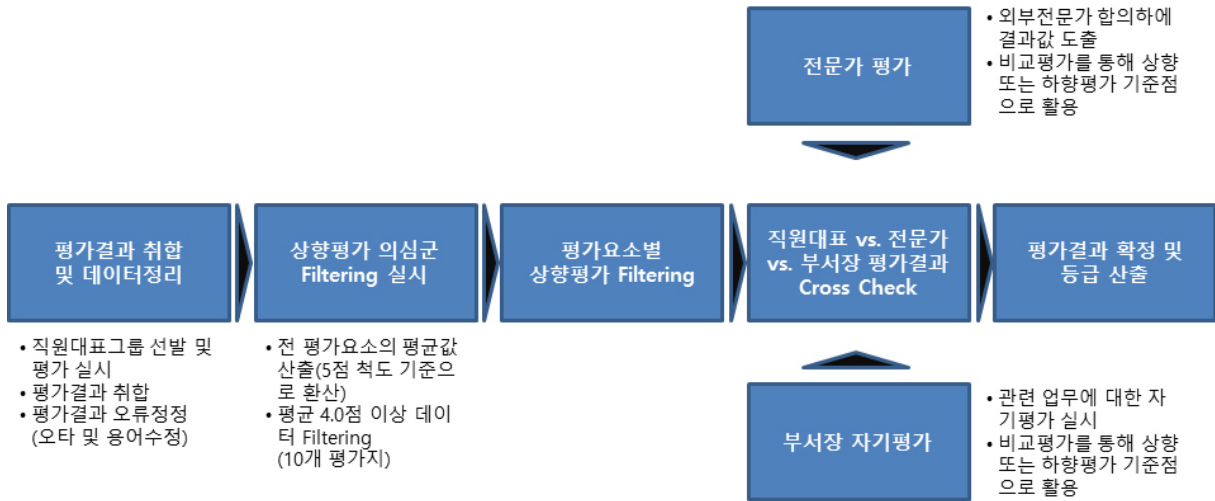 전문가 평가
• 외부전문가 합의하에
결과값 도출
• 비교평가를 통해 상향
또는 하향평가 기준점
으로 활용
평가결과 취합
및 데이터정리
상향평가 의심군
Filtering 실시
평가요소별
상향평가 Filtering
직원대표 vs. 전문가
vs. 부서장 평가결과
Cross Check
평가결과 확정 및
등급 산출
• 직원대표그룹 선발 및
평가 실시
• 평가결과 취합
• 평가결과 오류정정
(오타 및 용어수정)
• 전 평가요소의 평균값
산출(5점 척도 기준으
로 환산)
• 평균 4.0점 이상 데이
터 Filtering
(10개 평가지)
부서장 자기평가
• 관련 업무에 대한 자
기평가 실시
• 비교평가를 통해 상향
또는 하향평가 기준점
으로 활용